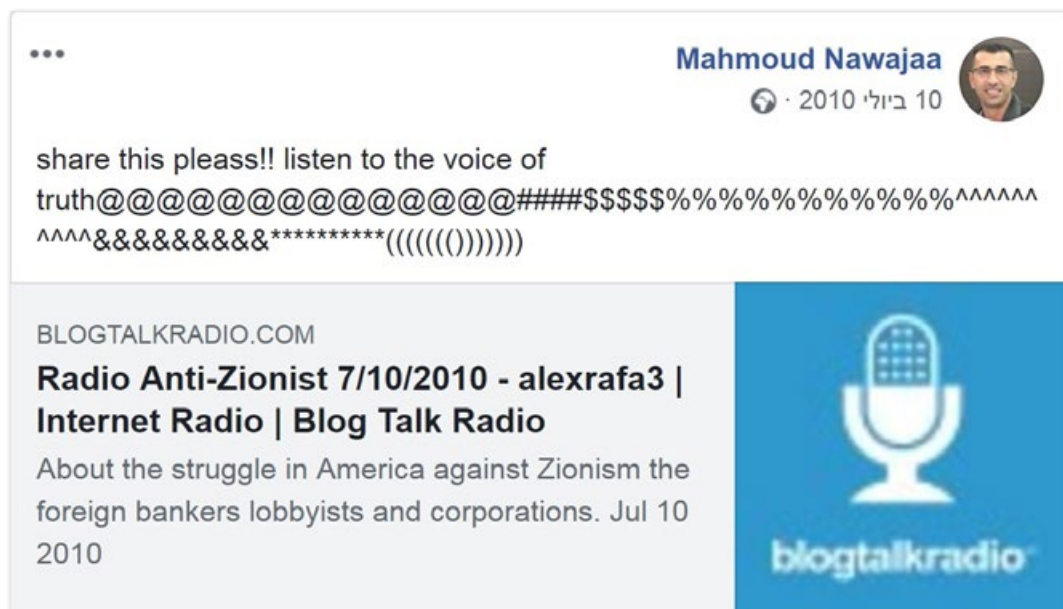 Mahmoud Nawajaa
10 ביולי 2010 ·
share this pleass!! listen to the voice of
truth@@@@@@@@@@@@@@####$$$$$%%%%%%%%%%%^^^^^^
^^^^&&&&&&&&&**********((((((()))))))
BLOGTALKRADIO.COM
Radio Anti-Zionist 7/10/2010 - alexrafa3 |
Internet Radio | Blog Talk Radio
About the struggle in America against Zionism the
foreign bankers lobbyists and corporations. Jul 10
2010
blogtalkradio